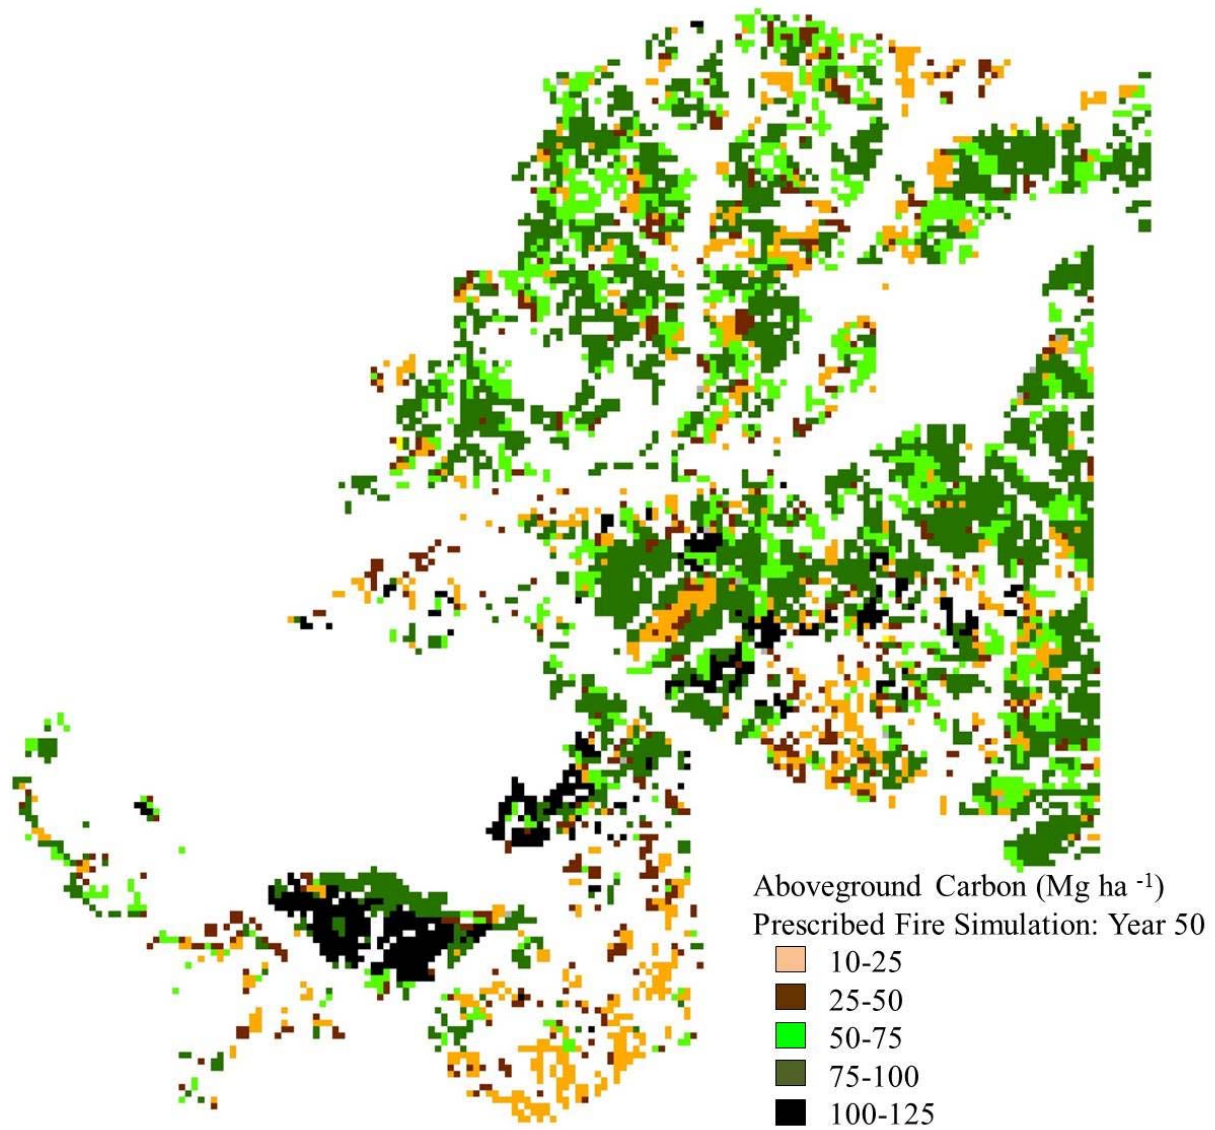 Aboveground Carbon (Mg ha -1)
Prescribed Fire Simulation: Year 50
10-25
25-50
50-75
75-100
100-125